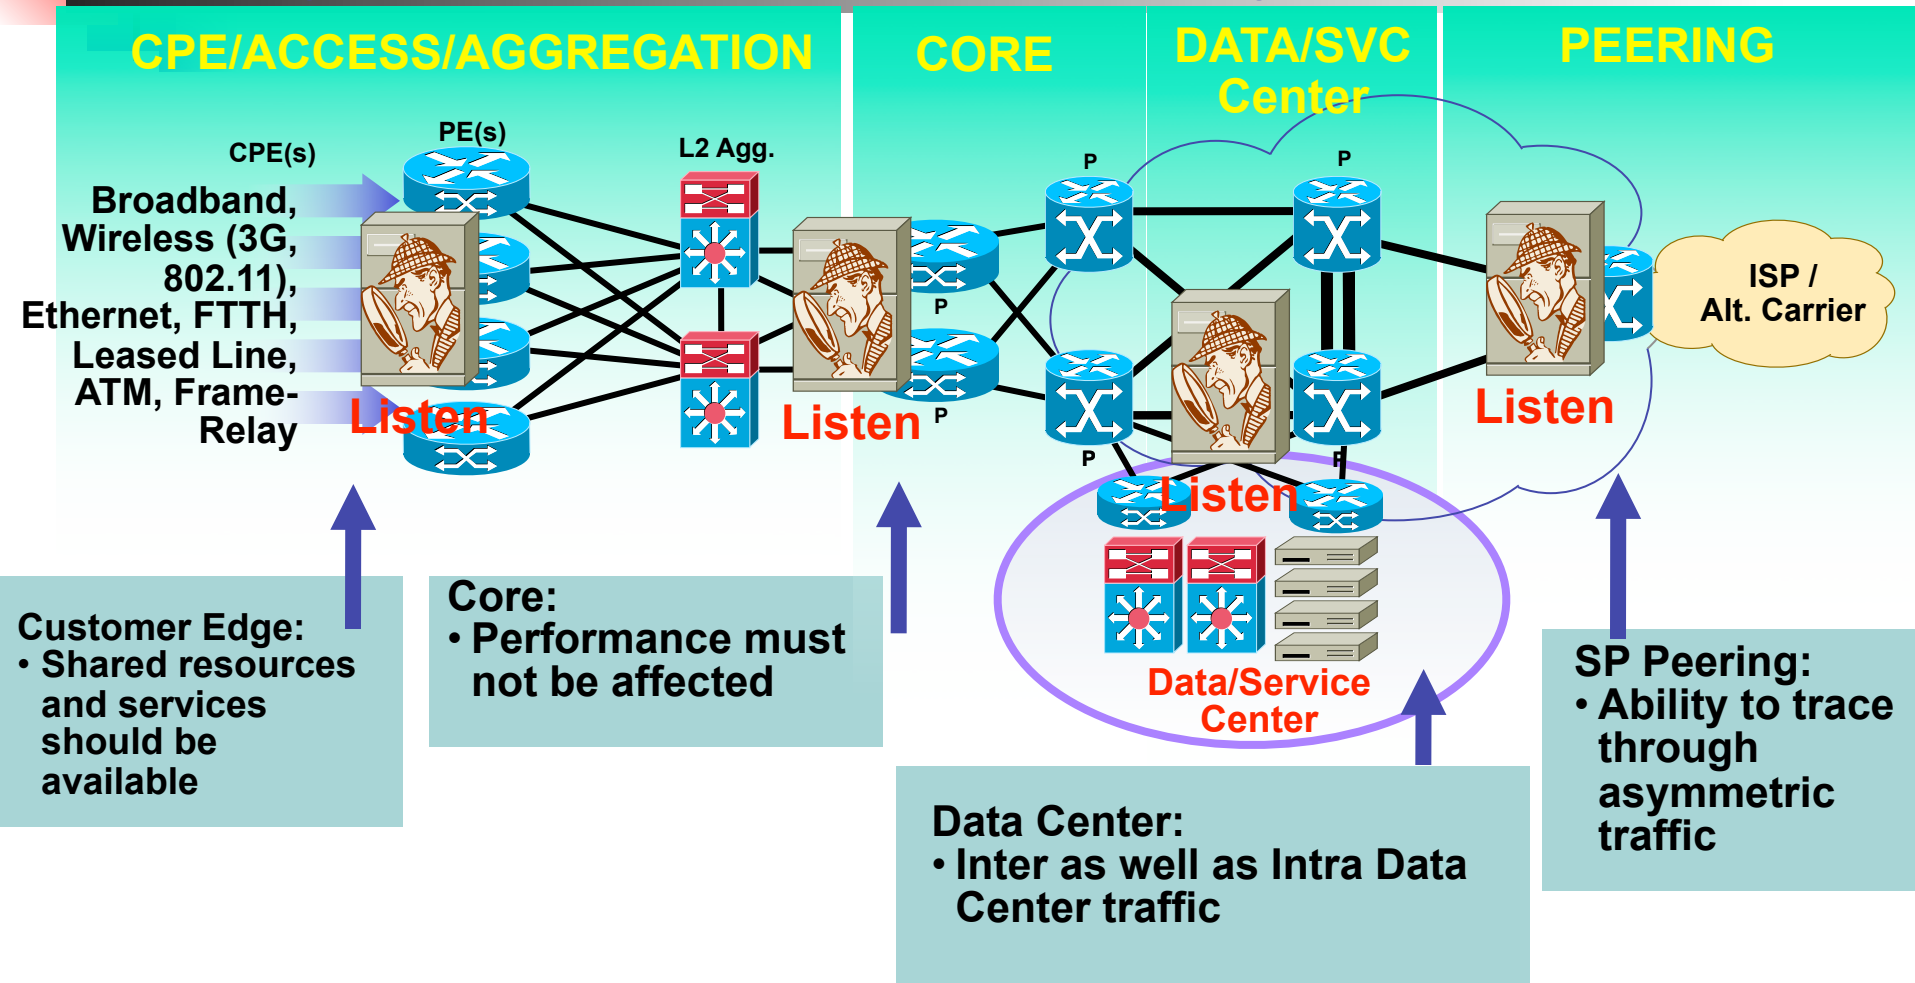 CPE/ACCESS/AGGREGATION
CORE
DATA/SVC
Center
PEERING
CPE(s)
PE(s)
L2 Agg.
P
P
Broadband,
Wireless (3G,
802.11),
Ethernet, FTTH,
Leased Line,
ATM, Frame-
Relay
P
P
P
P
ISP /
Alt. Carrier
Listen
Listen
Listen
Listen
Data/Service
Center
Customer Edge:
• Shared resources
and services
should be
available
Core:
• Performance must
not be affected
Data Center:
• Inter as well as Intra Data
Center traffic
SP Peering:
• Ability to trace
through
asymmetric
traffic